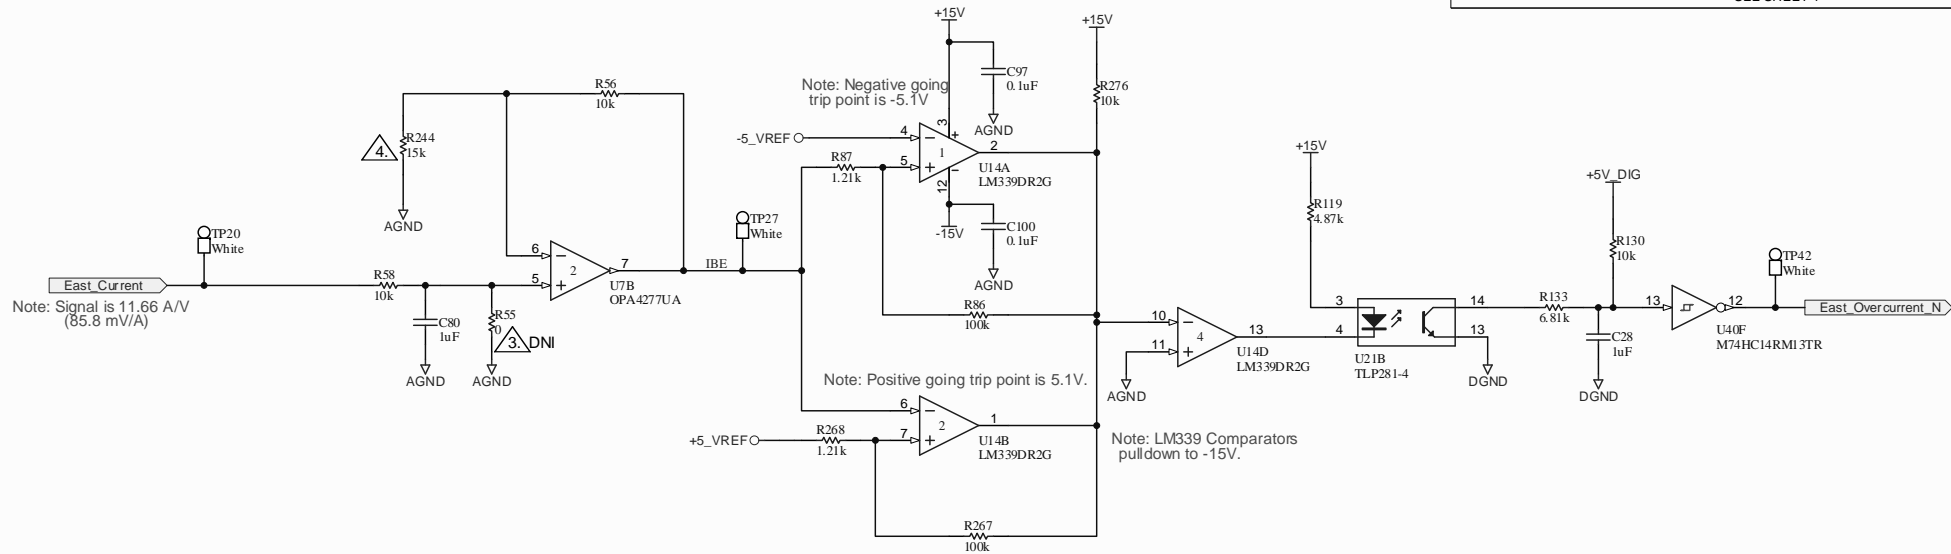 +15V
+15V
C97
0.1uF
AGND
R276
10k
Note: Negative going
trip point is -5.1V
R56
10k
4.
R244
15k
AGND
-5_VREF
4
5
3
1
2
12
U14A
LM339DR2G
R87
1.21k
-15V
C100
0.1uF
AGND
TP20
White
East_Current
Note: Signal is 11.66 A/V
(85.8 mV/A)
R58
10k
C80
1uF
AGND
R55
0
3.
DNI
AGND
6
5
2
7
U7B
OPA4277UA
IBE
TP27
White
R86
100k
Note: Positive going trip point is 5.1V.
+5_VREF
R268
1.21k
6
7
2
1
U14B
LM339DR2G
R267
100k
Note: LM339 Comparators
pulldown to -15V.
10
11
4
13
U14D
LM339DR2G
AGND
+15V
R119
4.87k
3
4
14
13
U21B
TLP281-4
DGND
+5V_DIG
R130
10k
R133
6.81k
C28
1uF
DGND
13
12
U40F
M74HC14RM13TR
TP42
White
East_Overcurrent_N